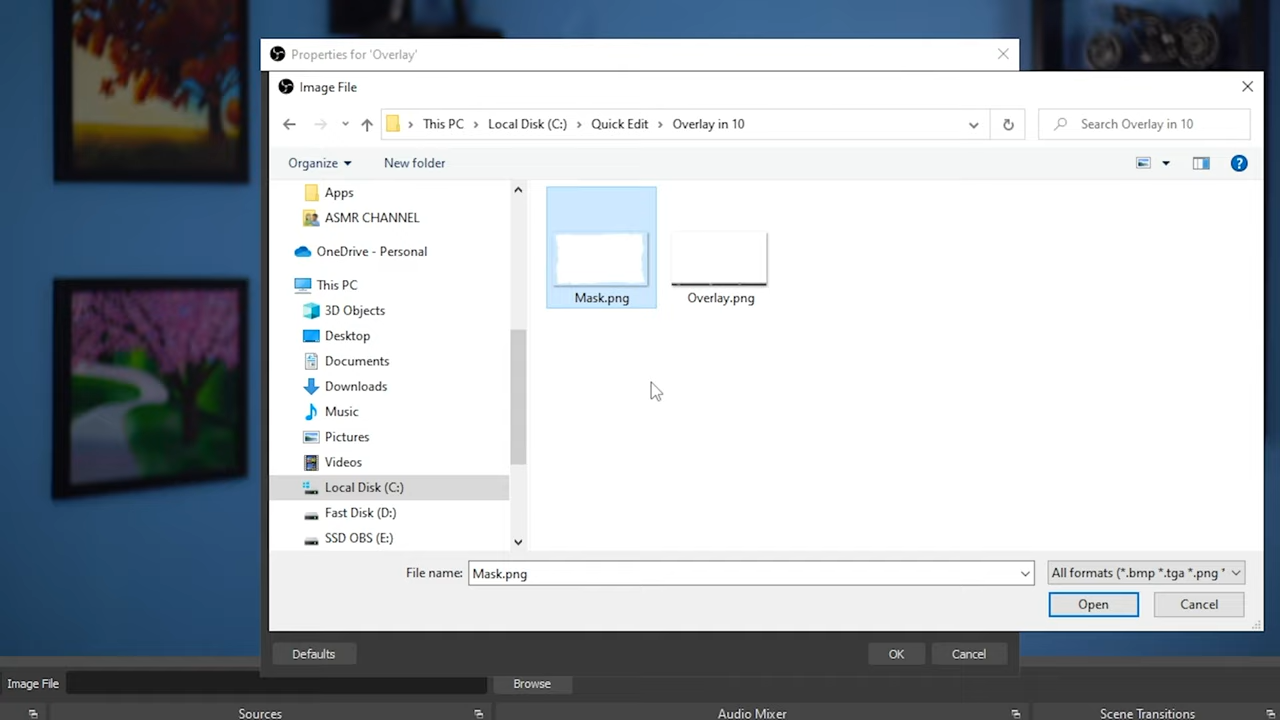 Properties for 'Overlay'
Image File
This PC
Local Disk (C:)
Quick Edit
Overlay in 10
Search Overlay in 10
Organize
New folder
Apps
ASMR CHANNEL
OneDrive - Personal
This PC
3D Objects
Desktop
Documents
Downloads
Music
Pictures
Videos
Local Disk (C:)
Fast Disk (D:)
SSD OBS (E:)
Mask.png
Overlay.png
File name:
Mask.png
All formats (*.bmp *.tga *.png *
Open
Cancel
Defaults
OK
Cancel
Image File
Browse
Sources
Audio Mixer
Scene Transitions